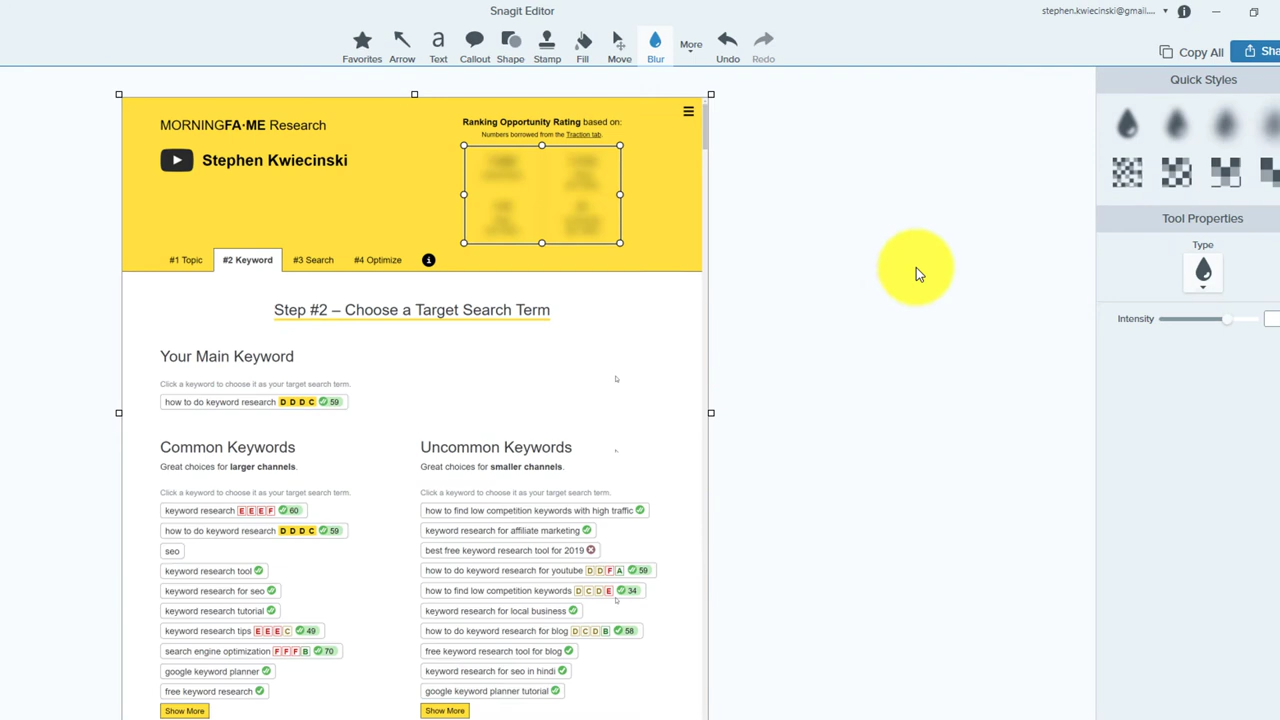 Snagit Editor
stephen.kwiecinski@gmail....
Favorites Arrow Text Callout Shape Stamp Fill Move Blur More Undo Redo
Copy All Sha
Quick Styles
Tool Properties
Type
Intensity
MORNINGFA·ME Research
Stephen Kwiecinski
Ranking Opportunity Rating based on:
Numbers borrowed from the Traction tab.
#1 Topic #2 Keyword #3 Search #4 Optimize
Step #2 – Choose a Target Search Term
Your Main Keyword
Click a keyword to choose it as your target search term.
how to do keyword research D D D C 59
Common Keywords
Great choices for larger channels.
Click a keyword to choose it as your target search term.
keyword research E E E F 60
how to do keyword research D D D C 59
seo
keyword research tool
keyword research for seo
keyword research tutorial
keyword research tips E E E C 49
search engine optimization F F F B 70
google keyword planner
free keyword research
Show More
Uncommon Keywords
Great choices for smaller channels.
Click a keyword to choose it as your target search term.
how to find low competition keywords with high traffic
keyword research for affiliate marketing
best free keyword research tool for 2019
how to do keyword research for youtube D D F A 59
how to find low competition keywords D C D E 34
keyword research for local business
how to do keyword research for blog D C D B 58
free keyword research tool for blog
keyword research for seo in hindi
google keyword planner tutorial
Show More